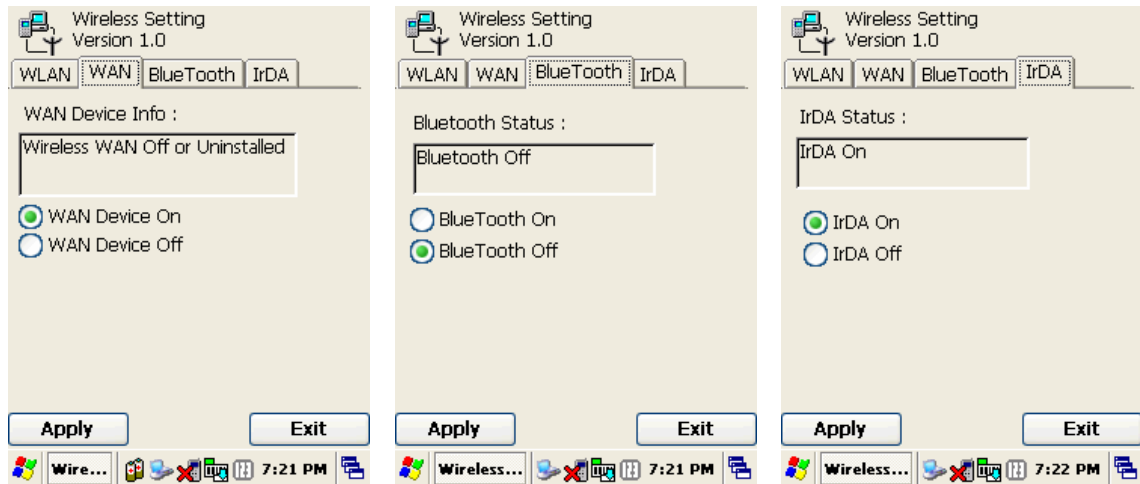 Wireless Setting
Version 1.0
WLAN WAN BlueTooth IrDA
WAN Device Info :
Wireless WAN Off or Uninstalled
WAN Device On
WAN Device Off
Apply Exit
Wire... 7:21 PM
Wireless Setting
Version 1.0
WLAN WAN BlueTooth IrDA
Bluetooth Status :
Bluetooth Off
BlueTooth On
BlueTooth Off
Apply Exit
Wireless... 7:21 PM
Wireless Setting
Version 1.0
WLAN WAN BlueTooth IrDA
IrDA Status :
IrDA On
IrDA On
IrDA Off
Apply Exit
Wireless... 7:22 PM